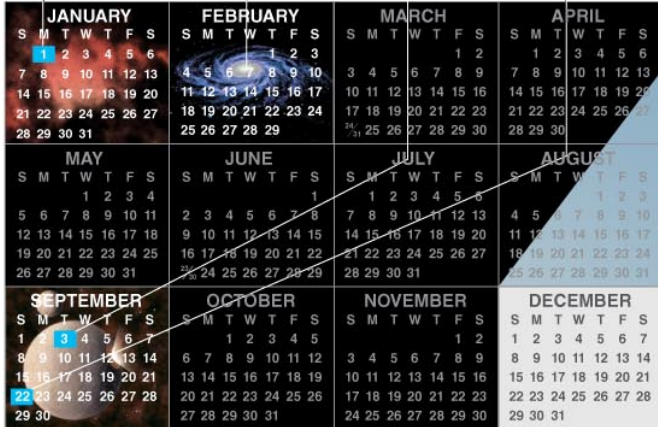 JANUARY
S M T W T F S
1 2 3 4 5 6
7 8 9 10 11 12 13
14 15 16 17 18 19 20
21 22 23 24 25 26 27
28 29 30 31
FEBRUARY
S M T W T F S
1 2 3
4 5 6 7 8 9 10
11 12 13 14 15 16 17
18 19 20 21 22 23 24
25 26 27 28 29
MARCH
S M T W T F S
1 2
3 4 5 6 7 8 9
10 11 12 13 14 15 16
17 18 19 20 21 22 23
24/31 25 26 27 28 29 30
APRIL
S M T W T F S
1 2 3 4 5 6
7 8 9 10 11 12 13
14 15 16 17 18 19 20
21 22 23 24 25 26 27
28 29 30
MAY
S M T W T F S
1 2 3 4
5 6 7 8 9 10 11
12 13 14 15 16 17 18
19 20 21 22 23 24 25
26 27 28 29 30 31
JUNE
S M T W T F S
1
2 3 4 5 6 7 8
9 10 11 12 13 14 15
16 17 18 19 20 21 22
23/30 24 25 26 27 28 29
JULY
S M T W T F S
1 2 3 4 5 6
7 8 9 10 11 12 13
14 15 16 17 18 19 20
21 22 23 24 25 26 27
28 29 30 31
AUGUST
S M T W T F S
1 2 3
4 5 6 7 8 9 10
11 12 13 14 15 16 17
18 19 20 21 22 23 24
25 26 27 28 29 30 31
SEPTEMBER
S M T W T F S
1 2 3 4 5 6 7
8 9 10 11 12 13 14
15 16 17 18 19 20 21
22 23 24 25 26 27 28
29 30
OCTOBER
S M T W T F S
1 2 3 4 5
6 7 8 9 10 11 12
13 14 15 16 17 18 19
20 21 22 23 24 25 26
27 28 29 30 31
NOVEMBER
S M T W T F S
1 2
3 4 5 6 7 8 9
10 11 12 13 14 15 16
17 18 19 20 21 22 23
24 25 26 27 28 29 30
DECEMBER
S M T W T F S
1 2 3 4 5 6 7
8 9 10 11 12 13 14
15 16 17 18 19 20 21
22 23 24 25 26 27 28
29 30 31